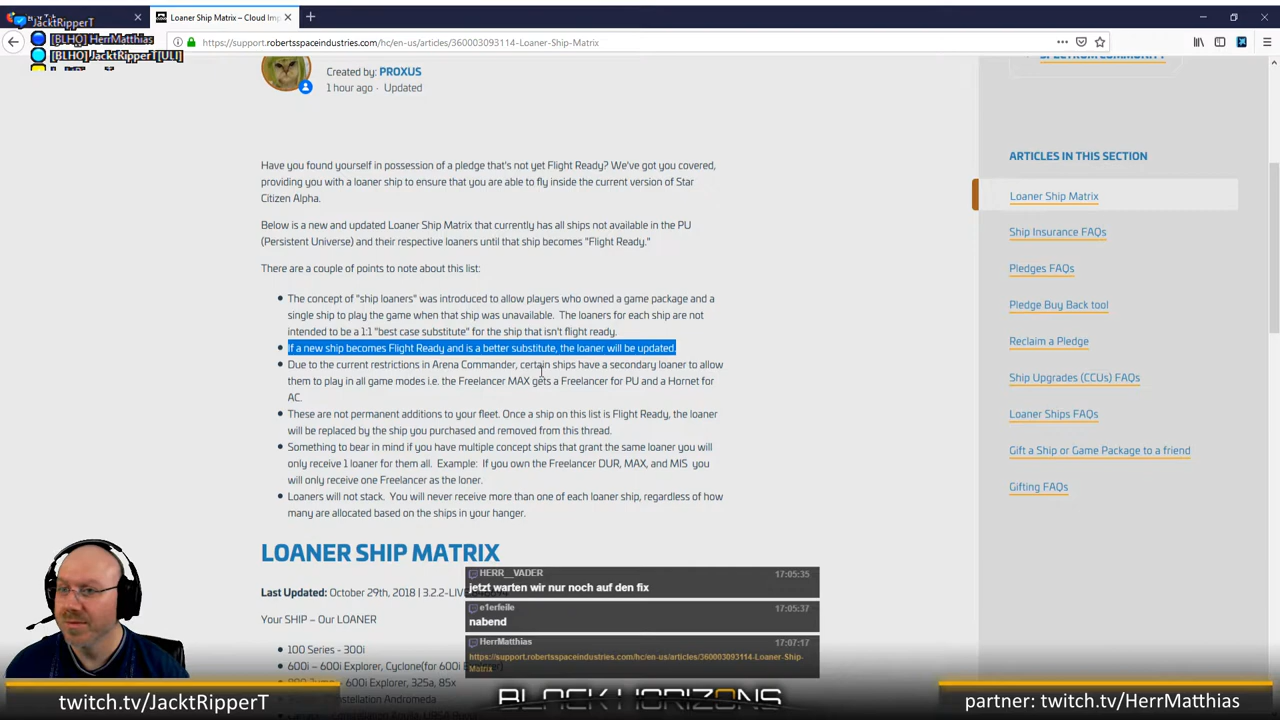 JacktRipperT
[BLHO] HerrMatthias
[BLHO] JacktRipperT[ULI]
Loaner Ship Matrix – Cloud Im
https://support.robertsspaceindustries.com/hc/en-us/articles/360003093114-Loaner-Ship-Matrix
Created by: PROXUS
1 hour ago · Updated
Have you found yourself in possession of a pledge that's not yet Flight Ready? We've got you covered,
providing you with a loaner ship to ensure that you are able to fly inside the current version of Star
Citizen Alpha.
Below is a new and updated Loaner Ship Matrix that currently has all ships not available in the PU
(Persistent Universe) and their respective loaners until that ship becomes "Flight Ready."
There are a couple of points to note about this list:
The concept of "ship loaners" was introduced to allow players who owned a game package and a
single ship to play the game when that ship was unavailable. The loaners for each ship are not
intended to be a 1:1 "best case substitute" for the ship that isn't flight ready.
If a new ship becomes Flight Ready and is a better substitute, the loaner will be updated.
Due to the current restrictions in Arena Commander, certain ships have a secondary loaner to allow
them to play in all game modes i.e. the Freelancer MAX gets a Freelancer for PU and a Hornet for
AC.
These are not permanent additions to your fleet. Once a ship on this list is Flight Ready, the loaner
will be replaced by the ship you purchased and removed from this thread.
Something to bear in mind if you have multiple concept ships that grant the same loaner you will
only receive 1 loaner for them all. Example: If you own the Freelancer DUR, MAX, and MIS you
will only receive one Freelancer as the loner.
Loaners will not stack. You will never receive more than one of each loaner ship, regardless of how
many are allocated based on the ships in your hanger.
LOANER SHIP MATRIX
Last Updated: October 29th, 2018 | 3.2.2-LIVE
Your SHIP – Our LOANER
100 Series - 300i
600i – 600i Explorer, Cyclone(for 600i
600i Explorer, 325a, 85x
Constellation Andromeda
SPECTRUM COMMUNITY
ARTICLES IN THIS SECTION
Loaner Ship Matrix
Ship Insurance FAQs
Pledges FAQs
Pledge Buy Back tool
Reclaim a Pledge
Ship Upgrades (CCUs) FAQs
Loaner Ships FAQs
Gift a Ship or Game Package to a friend
Gifting FAQs
HERR__VADER 17:05:35
jetzt warten wir nur noch auf den fix
e1erfeile 17:05:37
nabend
HerrMatthias 17:07:17
https://support.robertsspaceindustries.com/hc/en-us/articles/360003093114-Loaner-Ship-
Matrix
twitch.tv/JacktRipperT
BLACK HORIZONS
partner: twitch.tv/HerrMatthias